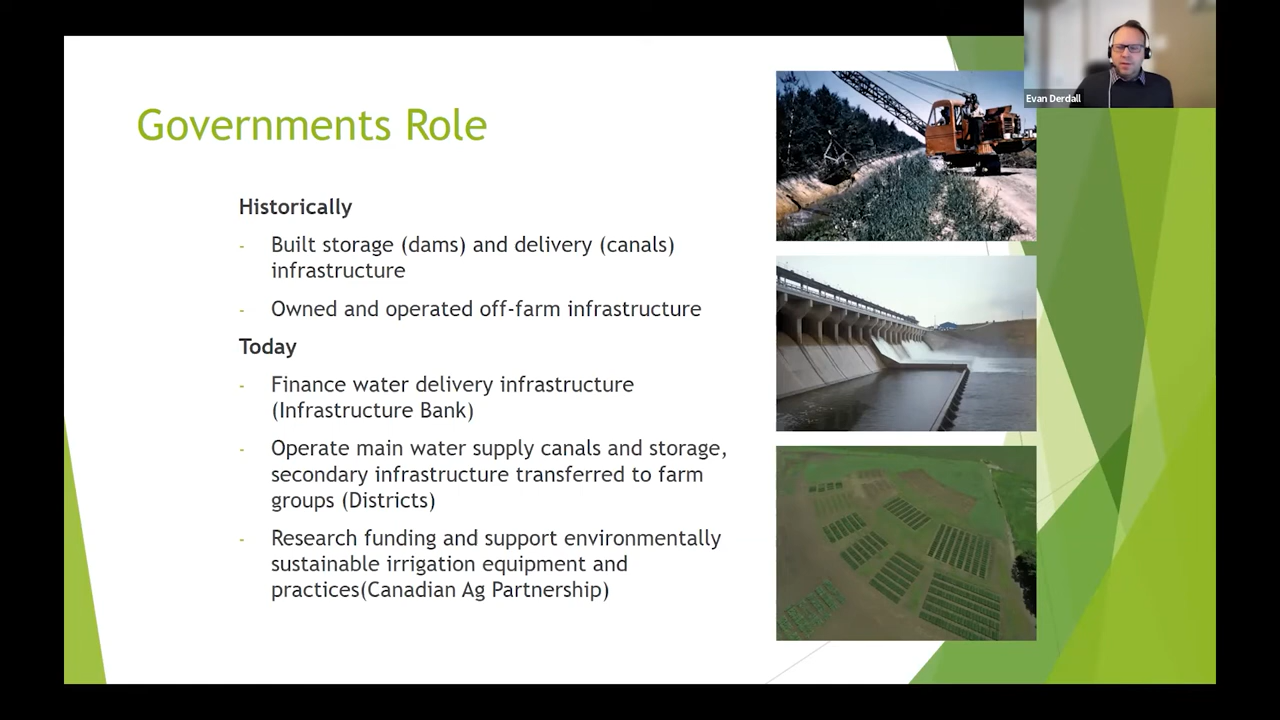 Evan Derdall
Governments Role
Historically
- Built storage (dams) and delivery (canals)
infrastructure
- Owned and operated off-farm infrastructure
Today
- Finance water delivery infrastructure
(Infrastructure Bank)
- Operate main water supply canals and storage,
secondary infrastructure transferred to farm
groups (Districts)
- Research funding and support environmentally
sustainable irrigation equipment and
practices(Canadian Ag Partnership)